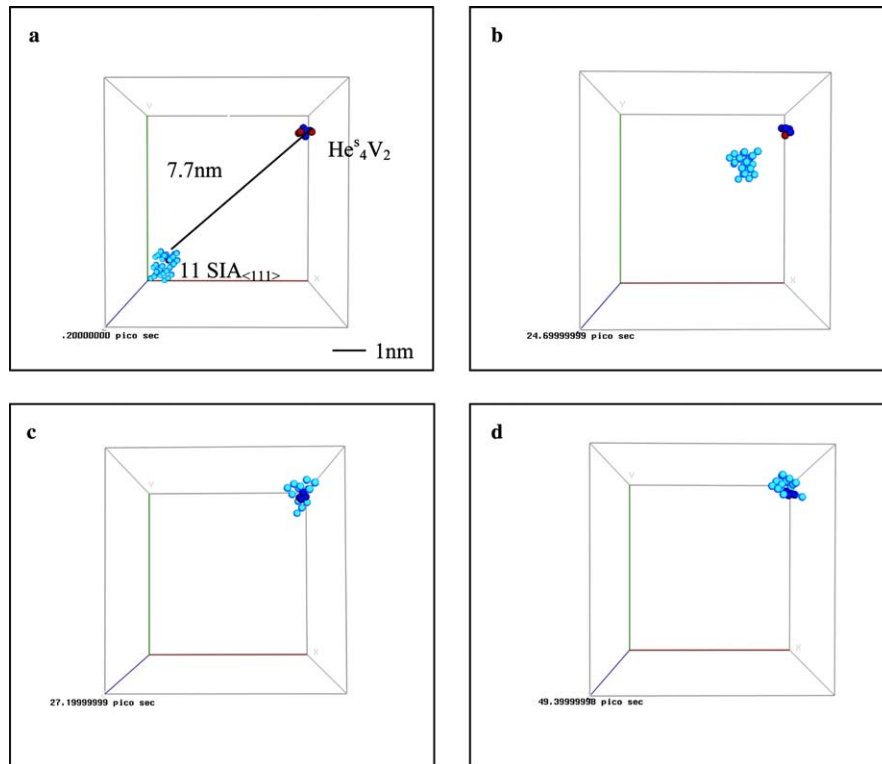 a
Y
7.7nm
He^s_4V_2
11 SIA_<111>
X
.20000000 pico sec
1nm
b
Y
X
24.69999999 pico sec
c
Y
X
27.19999999 pico sec
d
Y
X
49.39999998 pico sec